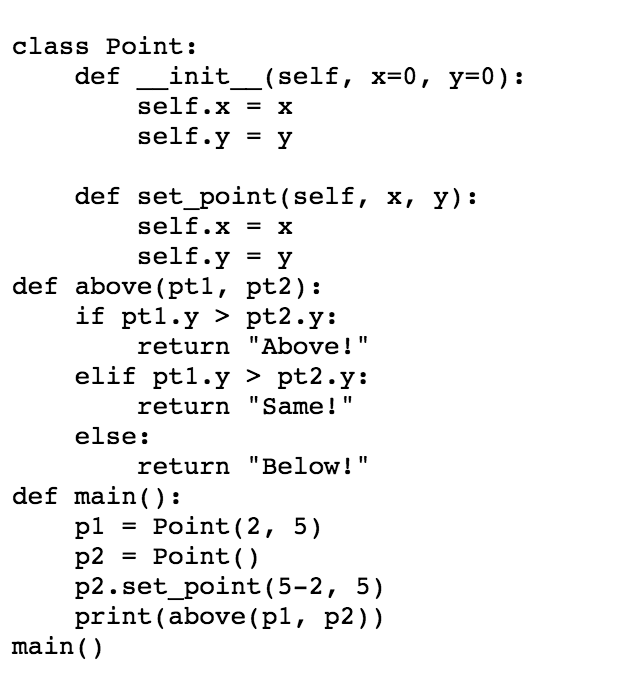 class Point:
    def __init__(self, x=0, y=0):
        self.x = x
        self.y = y

    def set_point(self, x, y):
        self.x = x
        self.y = y
def above(pt1, pt2):
    if pt1.y > pt2.y:
        return "Above!"
    elif pt1.y > pt2.y:
        return "Same!"
    else:
        return "Below!"
def main():
    p1 = Point(2, 5)
    p2 = Point()
    p2.set_point(5-2, 5)
    print(above(p1, p2))
main()